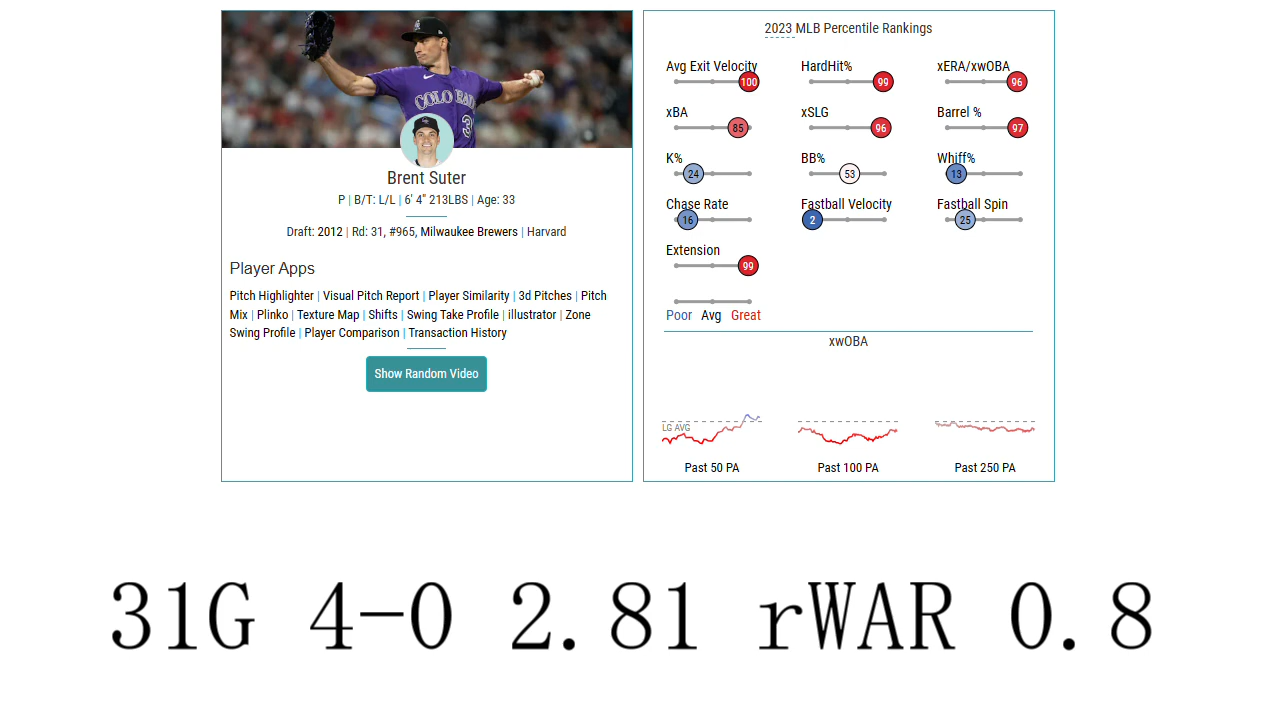 COLORAD
3
Brent Suter
P | B/T: L/L | 6' 4" 213LBS | Age: 33
Draft: 2012 | Rd: 31, #965, Milwaukee Brewers | Harvard
Player Apps
Pitch Highlighter | Visual Pitch Report | Player Similarity | 3d Pitches | Pitch
Mix | Plinko | Texture Map | Shifts | Swing Take Profile | illustrator | Zone
Swing Profile | Player Comparison | Transaction History
Show Random Video
2023 MLB Percentile Rankings
Avg Exit Velocity HardHit% xERA/xwOBA
100 99 96
xBA xSLG Barrel %
85 96 97
K% BB% Whiff%
24 53 13
Chase Rate Fastball Velocity Fastball Spin
16 2 25
Extension
99
Poor Avg Great
xwOBA
LG AVG
Past 50 PA Past 100 PA Past 250 PA
31G 4-0 2.81 rWAR 0.8